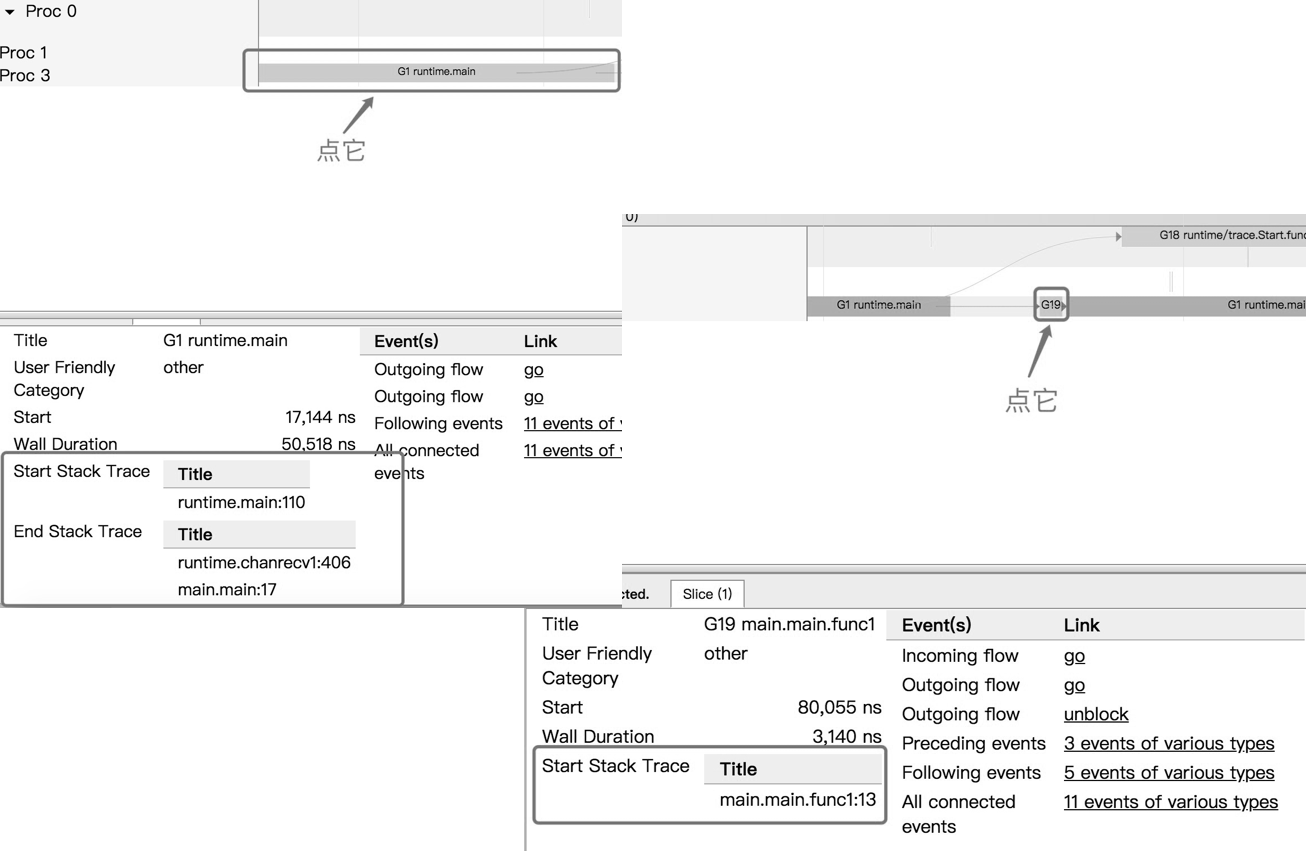 Proc 0
Proc 1
Proc 3
G1 runtime.main
点它
Title G1 runtime.main
User Friendly Category other
Start 17,144 ns
Wall Duration 50,518 ns
Start Stack Trace Title
runtime.main:110
End Stack Trace Title
runtime.chanrecv1:406
main.main:17
Event(s) Link
Outgoing flow go
Outgoing flow go
Following events 11 events of
All connected events 11 events of
0)
G18 runtime/trace.Start.func
G1 runtime.main
G19
G1 runtime.mai
点它
cted.
Slice (1)
Title G19 main.main.func1
User Friendly Category other
Start 80,055 ns
Wall Duration 3,140 ns
Start Stack Trace Title
main.main.func1:13
Event(s) Link
Incoming flow go
Outgoing flow go
Outgoing flow unblock
Preceding events 3 events of various types
Following events 5 events of various types
All connected events 11 events of various types